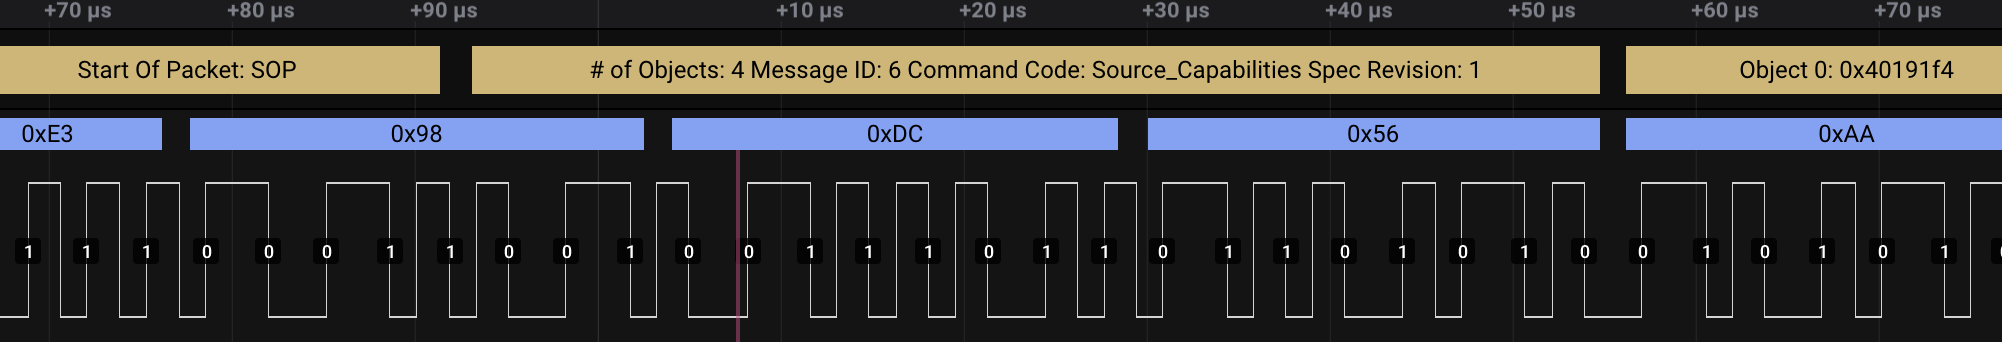 +70 µs +80 µs +90 µs +10 µs +20 µs +30 µs +40 µs +50 µs +60 µs +70 µs
Start Of Packet: SOP # of Objects: 4 Message ID: 6 Command Code: Source_Capabilities Spec Revision: 1 Object 0: 0x40191f4
0xE3 0x98 0xDC 0x56 0xAA
1 1 1 0 0 0 1 1 0 0 1 0 0 1 1 1 0 1 1 0 1 1 0 1 0 1 0 0 1 0 1 0 1